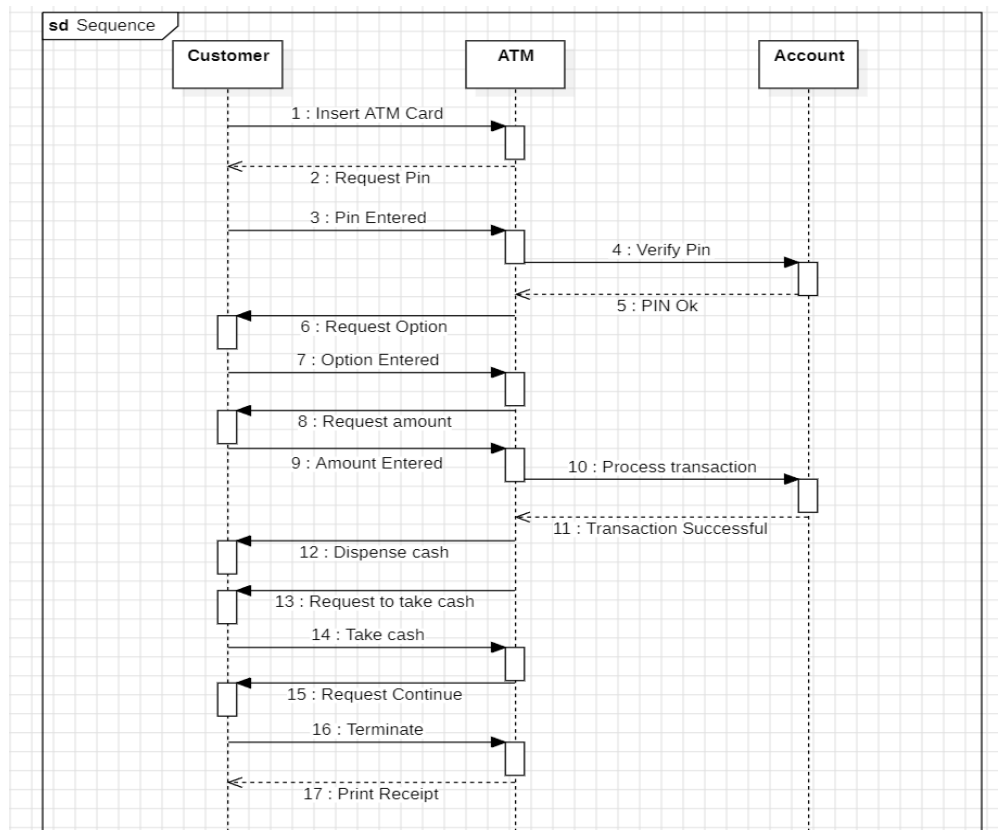 sd Sequence
Customer
ATM
Account
1 : Insert ATM Card
2 : Request Pin
3 : Pin Entered
4 : Verify Pin
5 : PIN Ok
6 : Request Option
7 : Option Entered
8 : Request amount
9 : Amount Entered
10 : Process transaction
11 : Transaction Successful
12 : Dispense cash
13 : Request to take cash
14 : Take cash
15 : Request Continue
16 : Terminate
17 : Print Receipt